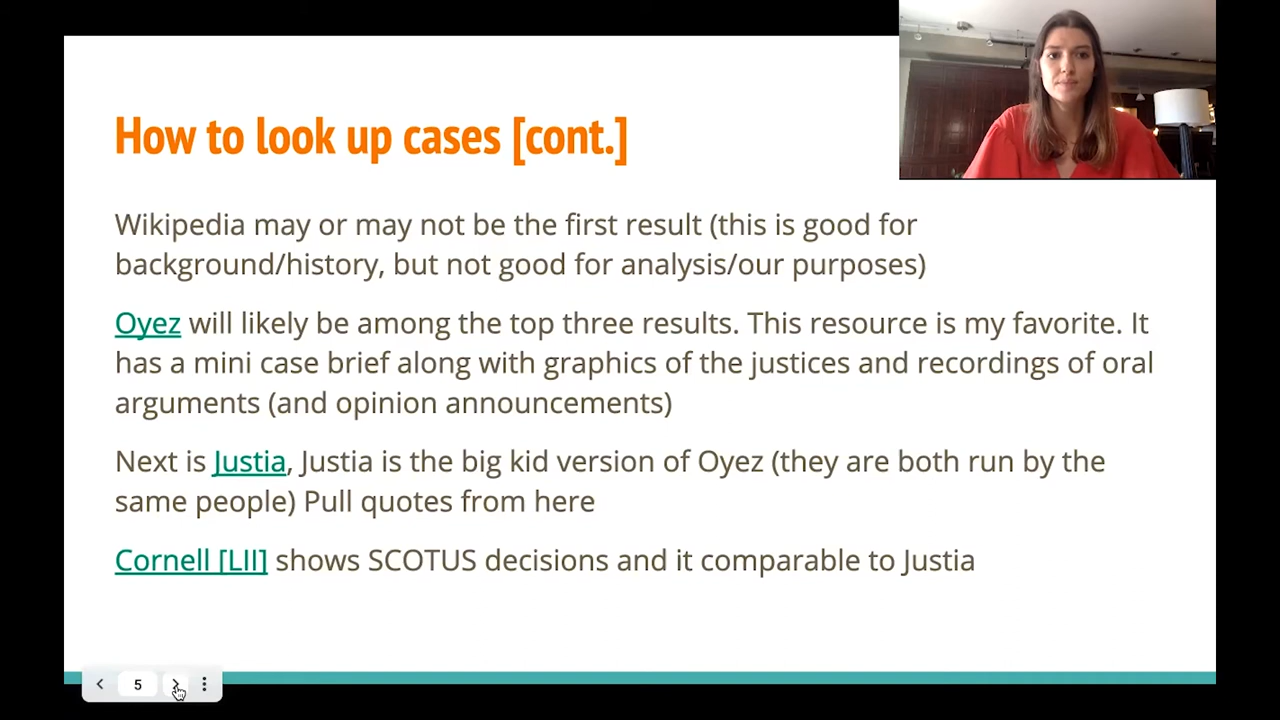 How to look up cases [cont.]
Wikipedia may or may not be the first result (this is good for
background/history, but not good for analysis/our purposes)
Oyez will likely be among the top three results. This resource is my favorite. It
has a mini case brief along with graphics of the justices and recordings of oral
arguments (and opinion announcements)
Next is Justia, Justia is the big kid version of Oyez (they are both run by the
same people) Pull quotes from here
Cornell [LII] shows SCOTUS decisions and it comparable to Justia
5